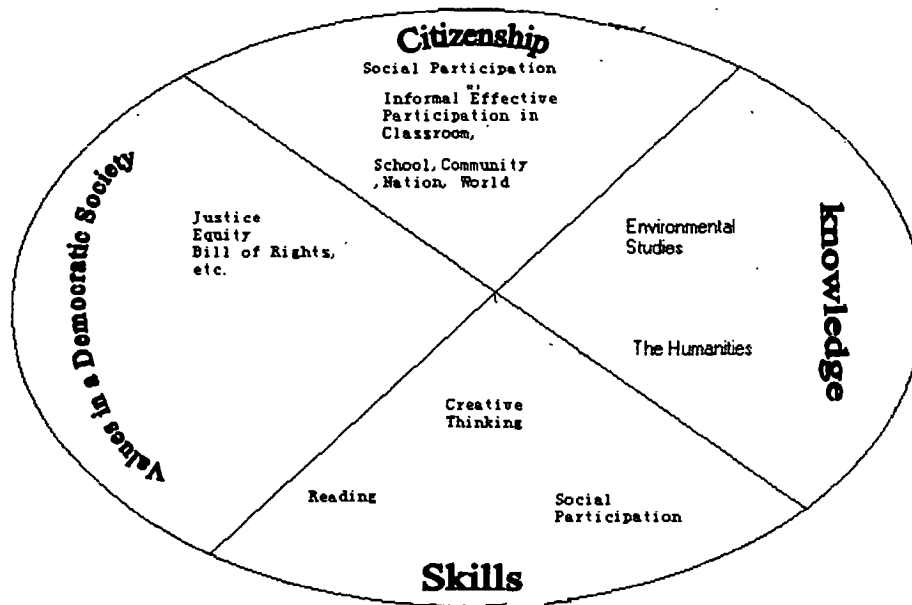 Citizenship
Social Participation
Informal Effective
Participation in
Classroom,
School, Community
,Nation, World
Values in a Democratic Society
Justice
Equity
Bill of Rights,
etc.
knowledge
Environmental
Studies
The Humanities
Creative
Thinking
Reading
Social
Participation
Skills